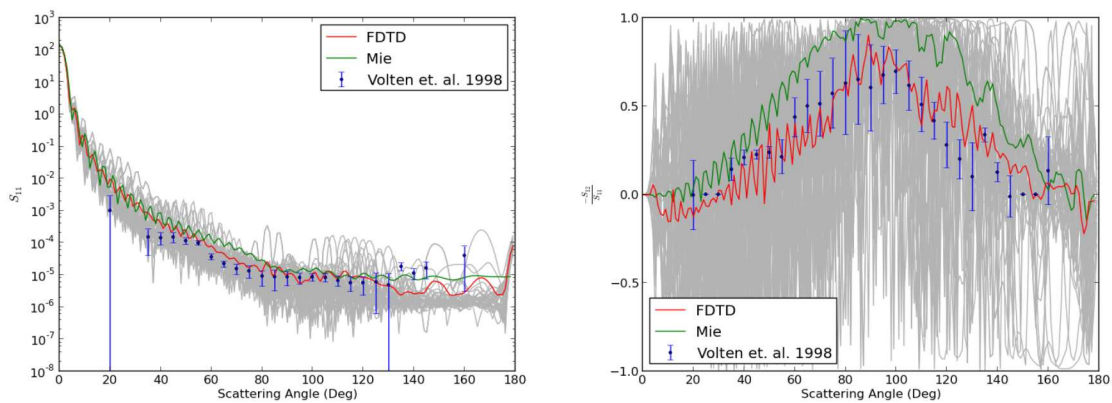 10³
10²
10¹
10⁰
10⁻¹
10⁻²
10⁻³
10⁻⁴
10⁻⁵
10⁻⁶
10⁻⁷
10⁻⁸
S₁₁
FDTD
Mie
Volten et. al. 1998
0 20 40 60 80 100 120 140 160 180
Scattering Angle (Deg)
1.0
0.5
0.0
−0.5
−1.0
−S₁₂
S₁₁
FDTD
Mie
Volten et. al. 1998
0 20 40 60 80 100 120 140 160 180
Scattering Angle (Deg)